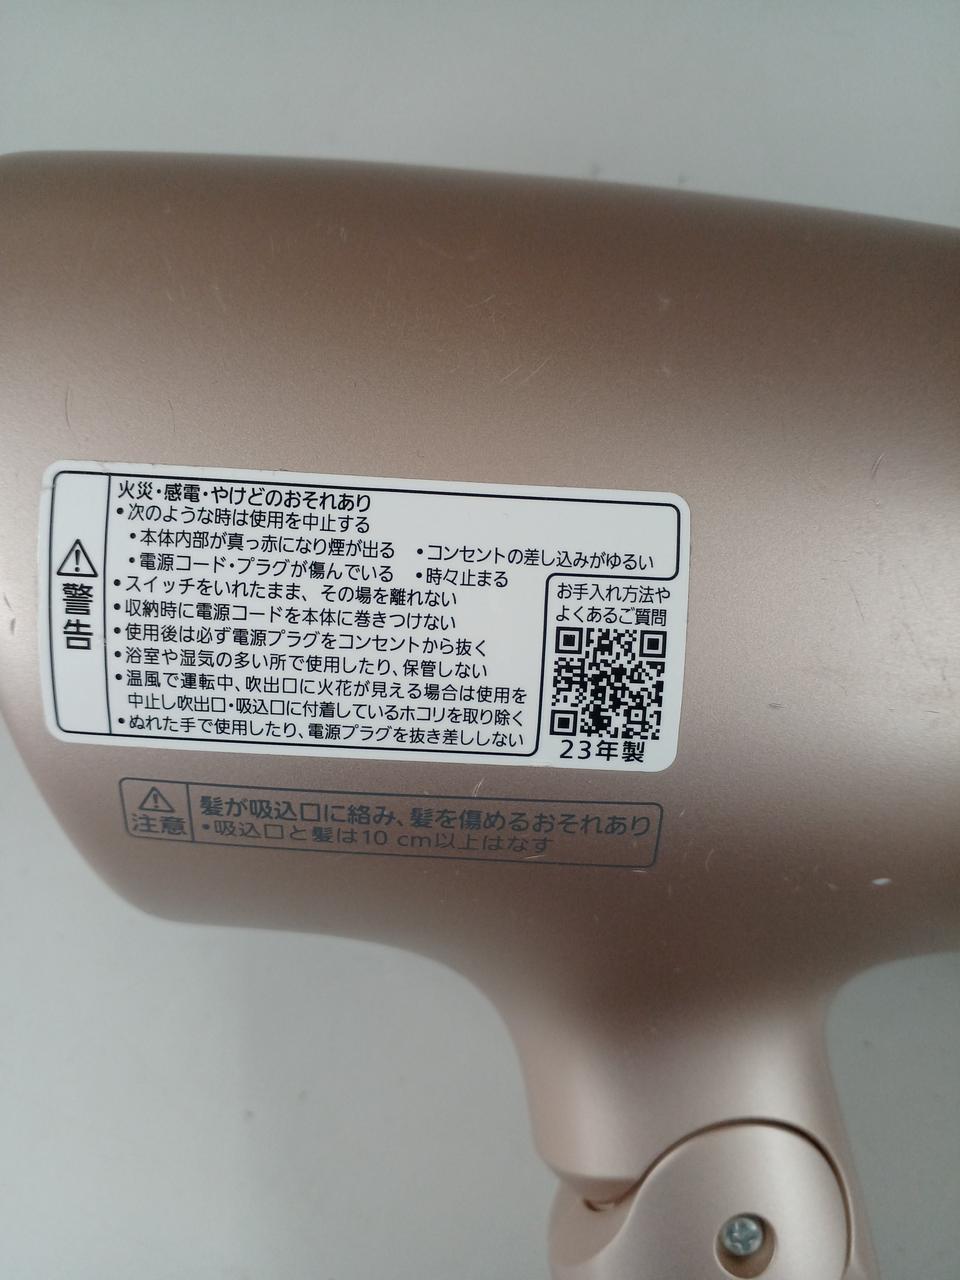 火災・感電・やけどのおそれあり
・次のような時は使用を中止する
・本体内部が真っ赤になり煙が出る ・コンセントの差し込みがゆるい
・電源コード・プラグが傷んでいる ・時々止まる
・スイッチをいれたまま、その場を離れない
・収納時に電源コードを本体に巻きつけない
・使用後は必ず電源プラグをコンセントから抜く
・浴室や湿気の多い所で使用したり、保管しない
・温風で運転中、吹出口に火花が見える場合は使用を
中止し吹出口・吸込口に付着しているホコリを取り除く
・ぬれた手で使用したり、電源プラグを抜き差ししない
警告
お手入れ方法や
よくあるご質問
23年製
注意
髪が吸込口に絡み、髪を傷めるおそれあり
・吸込口と髪は10 cm以上はなす